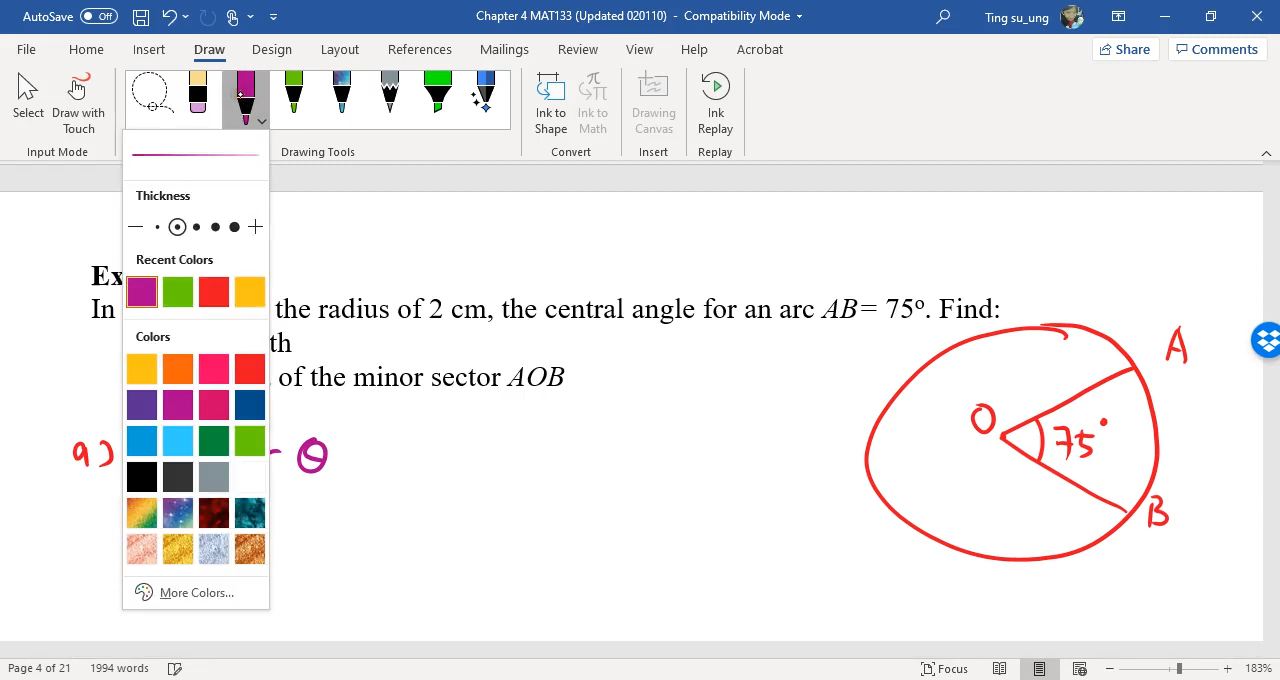 AutoSave Off Chapter 4 MAT133 (Updated 020110) - Compatibility Mode Ting su_ung
File Home Insert Draw Design Layout References Mailings Review View Help Acrobat Share Comments
Select Draw with Touch Ink to Shape Ink to Math Drawing Canvas Ink Replay
Input Mode Drawing Tools Convert Insert Replay
Thickness
Recent Colors
Colors
More Colors...
Ex
In the radius of 2 cm, the central angle for an arc AB= 75º. Find:
th
of the minor sector AOB
a) θ
A
O 75°
B
Page 4 of 21 1994 words Focus 183%